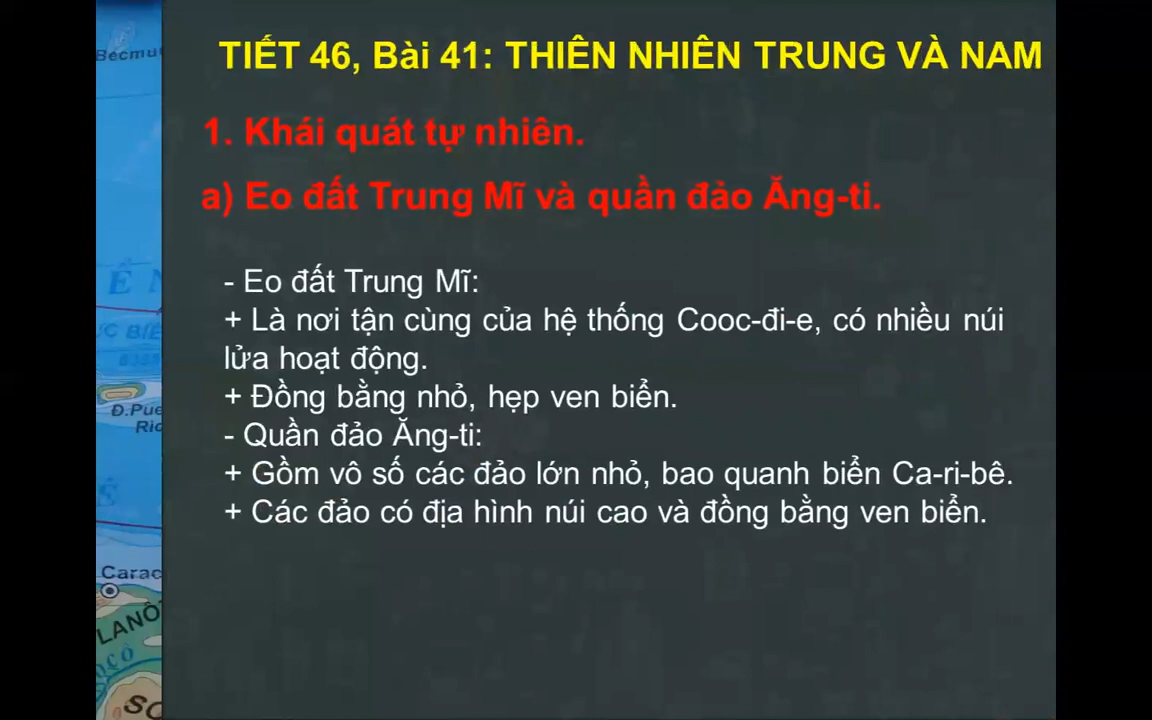 TIẾT 46, Bài 41: THIÊN NHIÊN TRUNG VÀ NAM
1. Khái quát tự nhiên.
a) Eo đất Trung Mĩ và quần đảo Ăng-ti.
- Eo đất Trung Mĩ:
+ Là nơi tận cùng của hệ thống Cooc-đi-e, có nhiều núi
lửa hoạt động.
+ Đồng bằng nhỏ, hẹp ven biển.
- Quần đảo Ăng-ti:
+ Gồm vô số các đảo lớn nhỏ, bao quanh biển Ca-ri-bê.
+ Các đảo có địa hình núi cao và đồng bằng ven biển.
Becmu
Đ.Pue
Ric
Carac
LANÔ